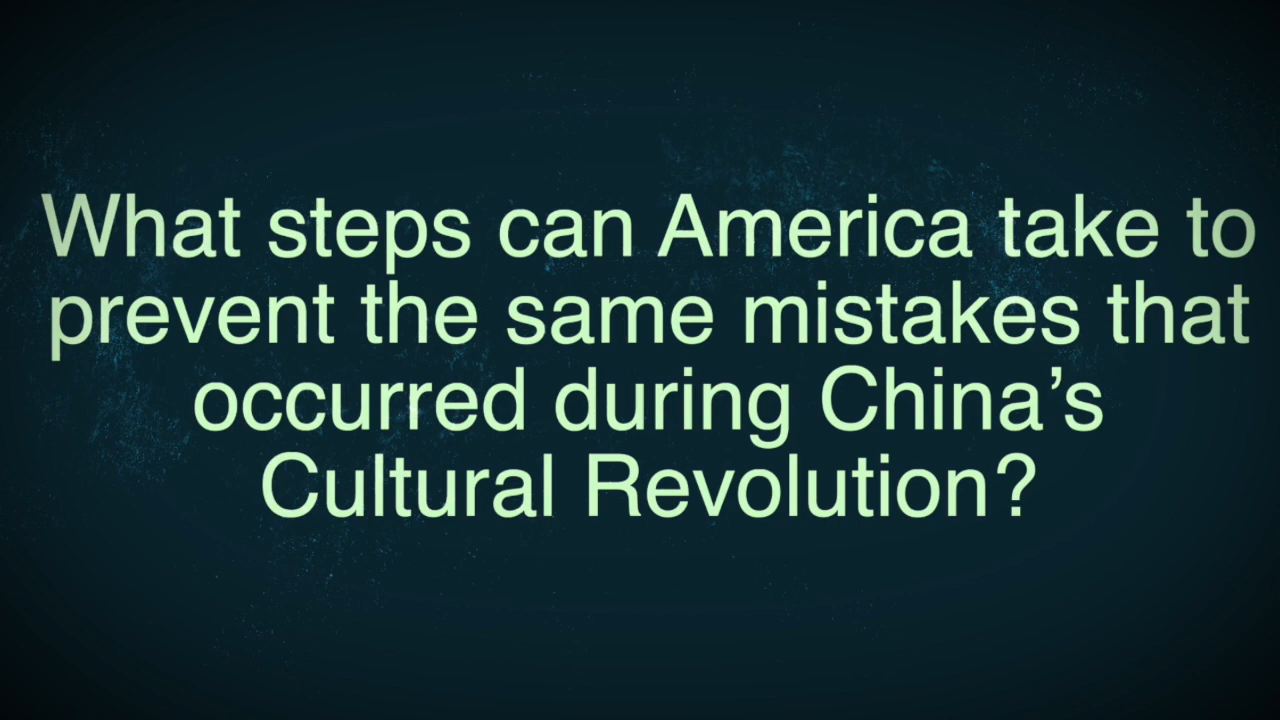 What steps can America take to
prevent the same mistakes that
occurred during China’s
Cultural Revolution?